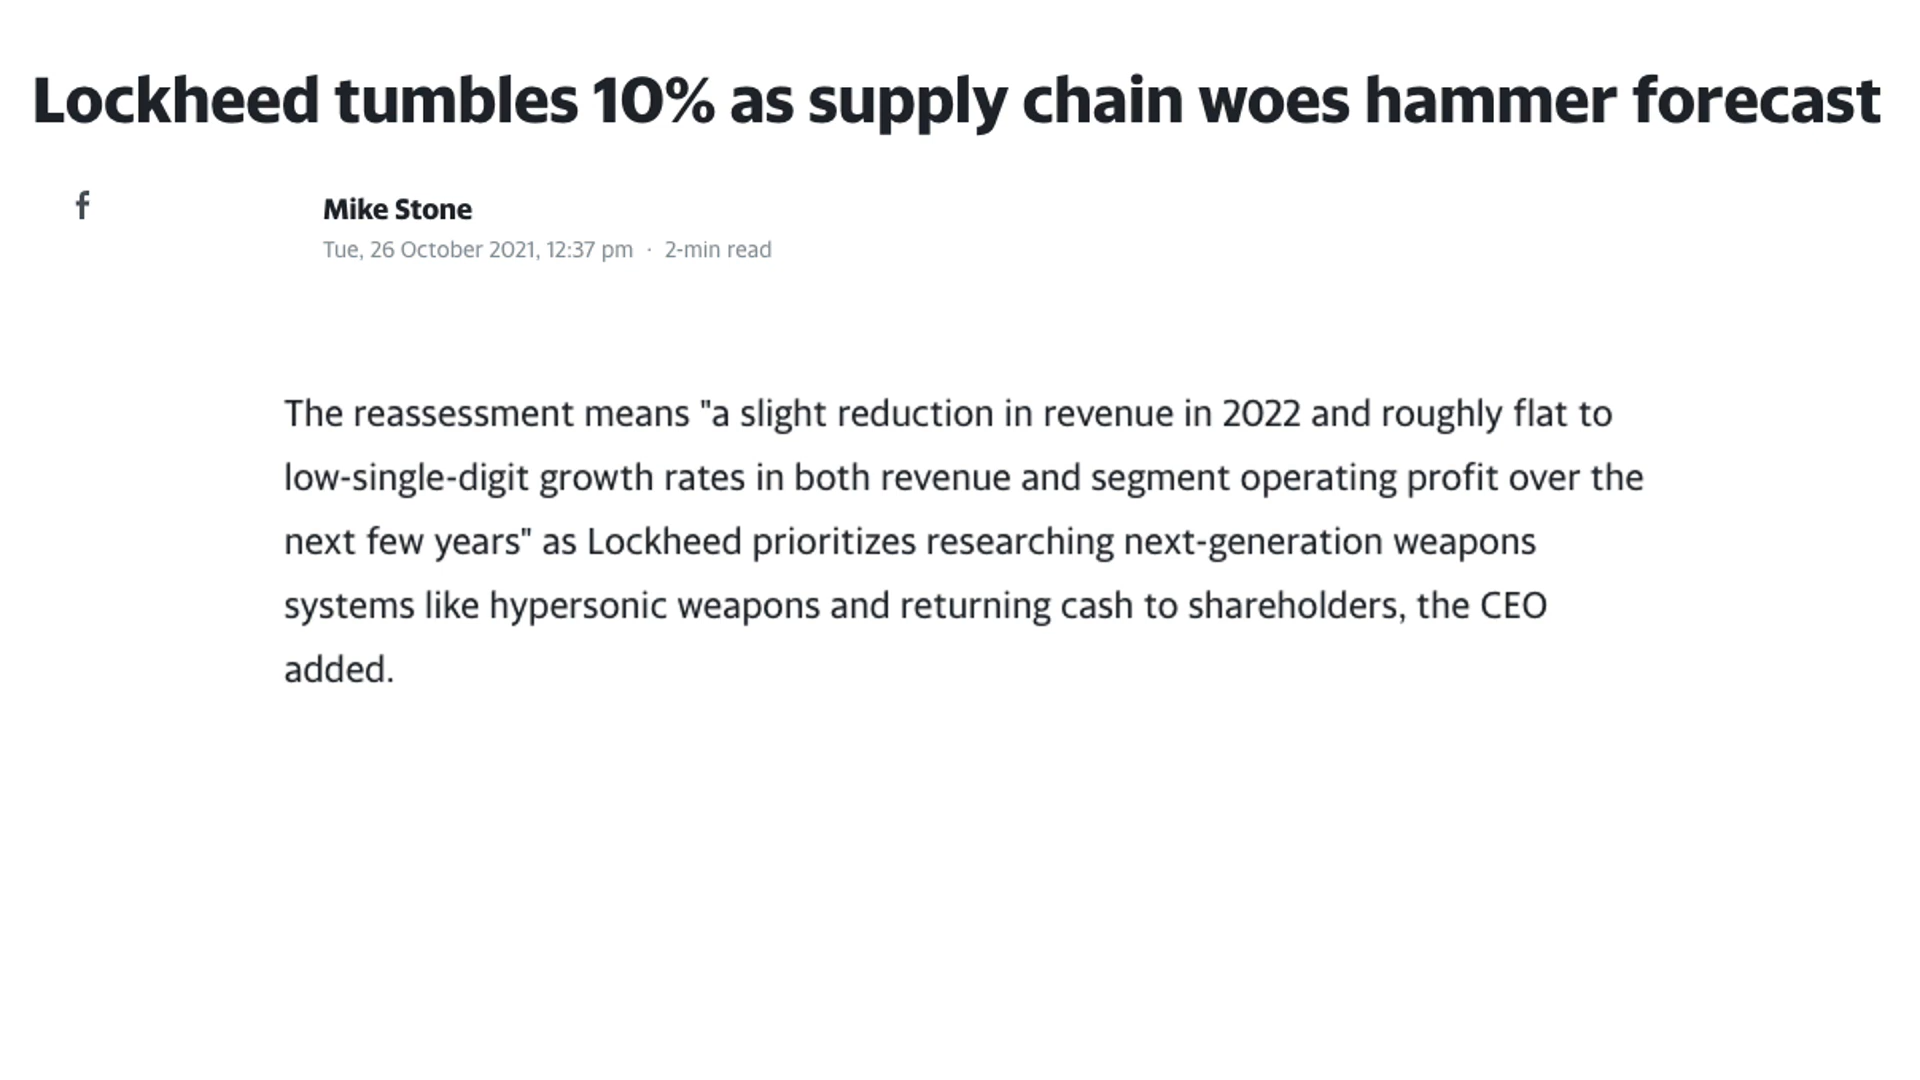 Lockheed tumbles 10% as supply chain woes hammer forecast
f
Mike Stone
Tue, 26 October 2021, 12:37 pm · 2-min read
The reassessment means "a slight reduction in revenue in 2022 and roughly flat to
low-single-digit growth rates in both revenue and segment operating profit over the
next few years" as Lockheed prioritizes researching next-generation weapons
systems like hypersonic weapons and returning cash to shareholders, the CEO
added.